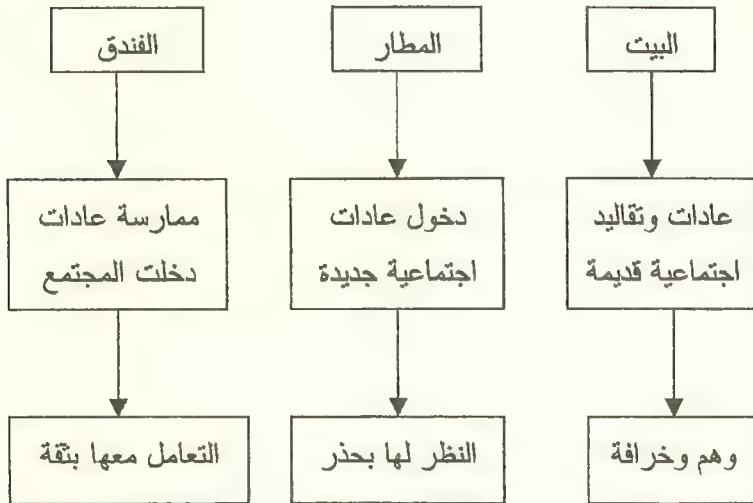 البيت
المطار
الفندق
عادات وتقاليد
اجتماعية قديمة
دخول عادات
اجتماعية جديدة
ممارسة عادات
دخلت المجتمع
وهم وخرافة
النظر لها بحذر
التعامل معها بثقة